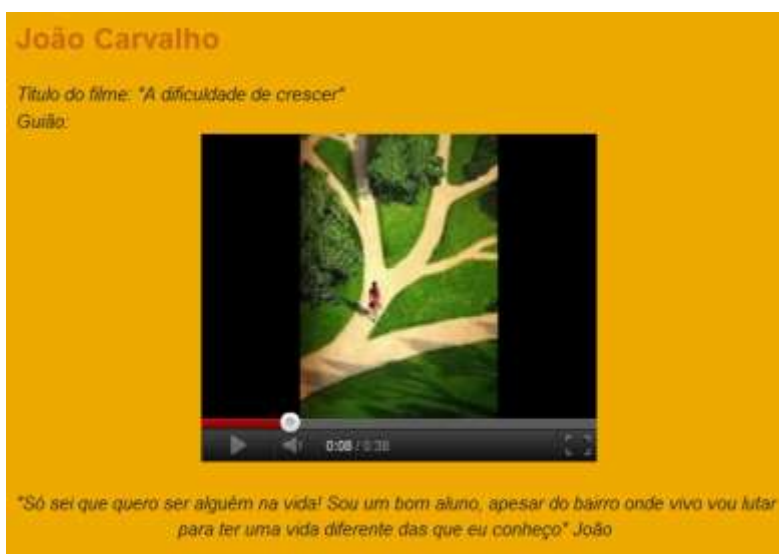 João Carvalho
Título do filme: "A dificuldade de crescer"
Guião:
0:08 / 0:38
"Só sei que quero ser alguém na vida! Sou um bom aluno, apesar do bairro onde vivo vou lutar
para ter uma vida diferente das que eu conheço" João